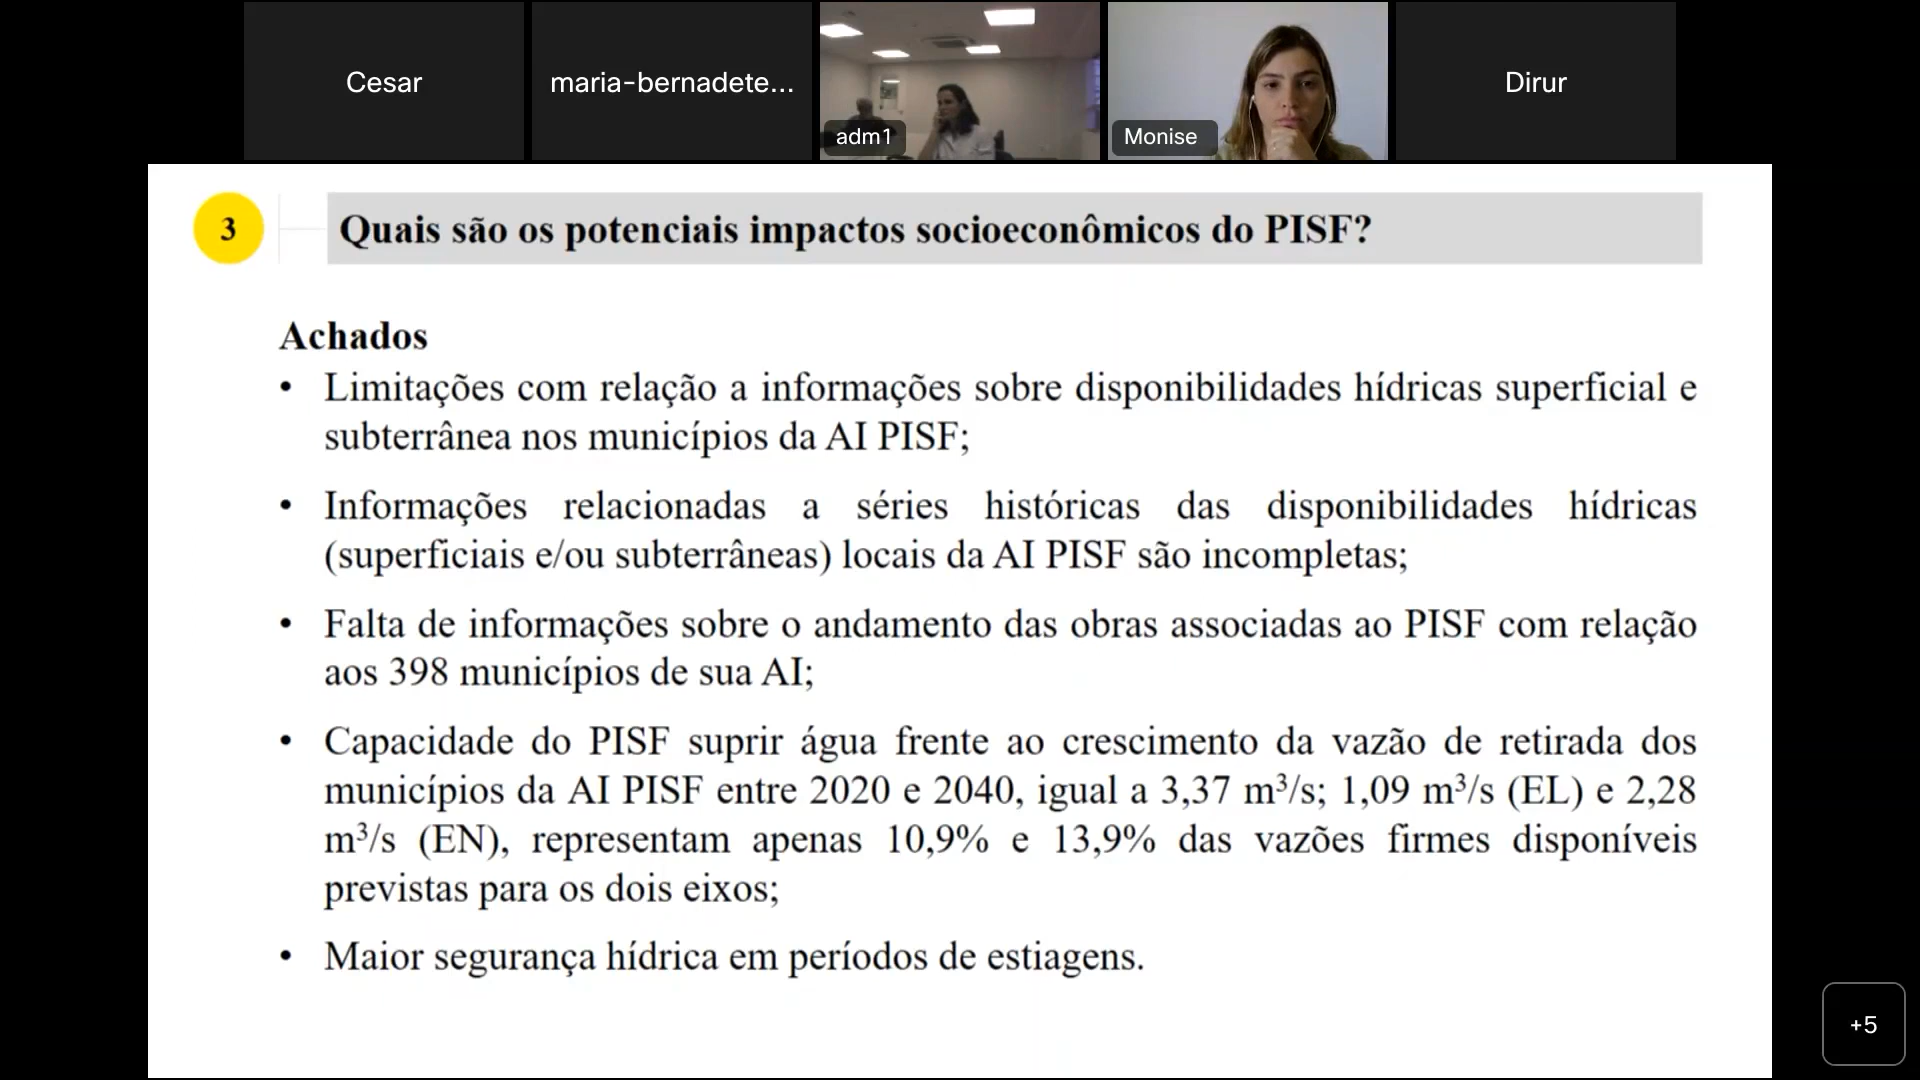 Cesar
maria-bernadete...
adm1
Monise
Dirur
3
Quais são os potenciais impactos socioeconômicos do PISF?
Achados
• Limitações com relação a informações sobre disponibilidades hídricas superficial e
subterrânea nos municípios da AI PISF;
• Informações relacionadas a séries históricas das disponibilidades hídricas
(superficiais e/ou subterrâneas) locais da AI PISF são incompletas;
• Falta de informações sobre o andamento das obras associadas ao PISF com relação
aos 398 municípios de sua AI;
• Capacidade do PISF suprir água frente ao crescimento da vazão de retirada dos
municípios da AI PISF entre 2020 e 2040, igual a 3,37 m³/s; 1,09 m³/s (EL) e 2,28
m³/s (EN), representam apenas 10,9% e 13,9% das vazões firmes disponíveis
previstas para os dois eixos;
• Maior segurança hídrica em períodos de estiagens.
+5